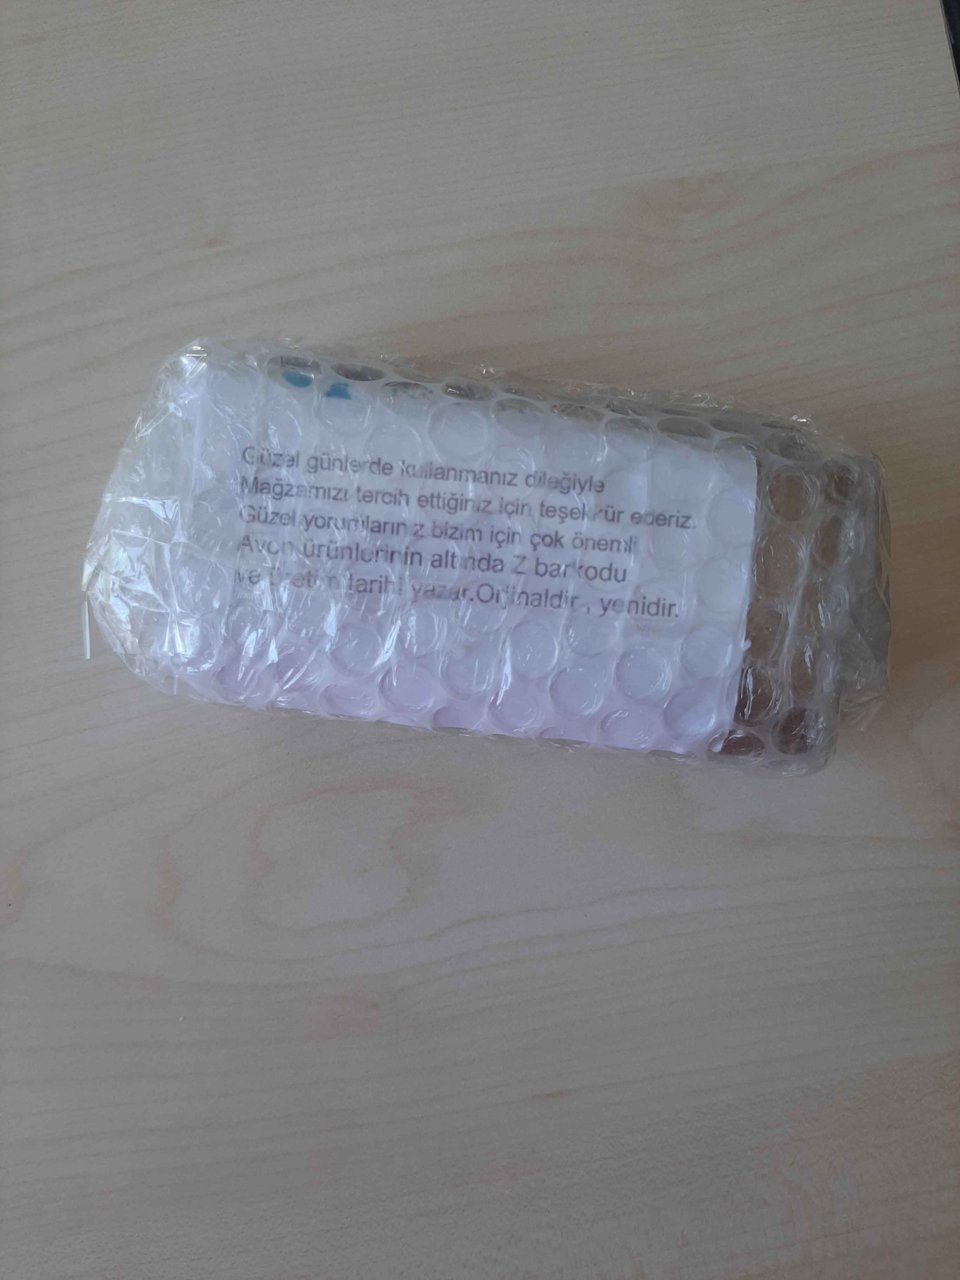 Güzel günlerde kullanmanız dileğiyle
Mağzamızı tercih ettiğiniz için teşekkür ederiz.
Güzel yorumlarınız bizim için çok önemli
Avon ürünlerinin altında Z barkodu
ve üretim tarihi yazar.Orjinaldir , yenidir.